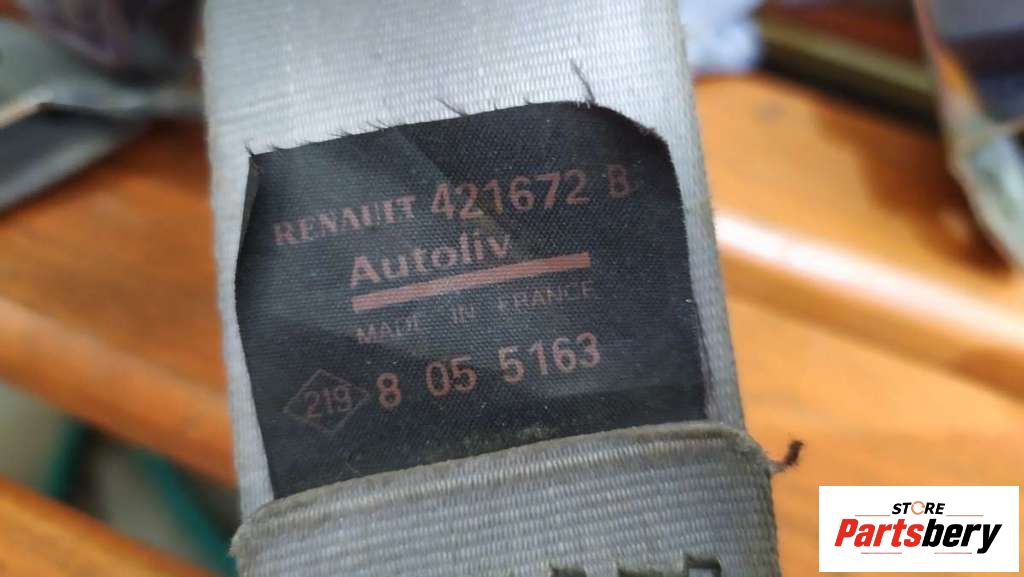 RENAULT 421672 B
Autoliv
MADE IN FRANCE
219 8 05 5163
STORE
Partsbery